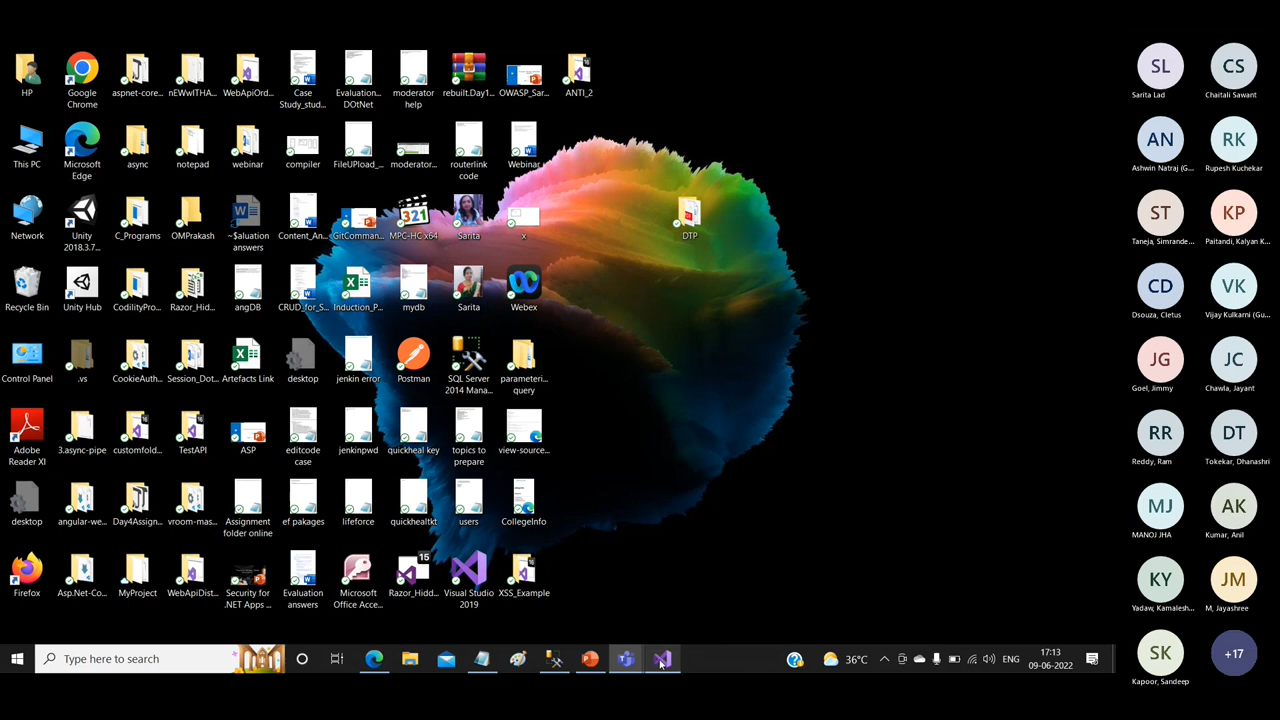 HP
Google
Chrome
aspnet-core...
nEWwITHA...
WebApiOrd...
Case
Study_stud...
Evaluation...
DOtNet
moderator
help
rebuilt.Day1...
OWASP_Sar...
ANTI_2
This PC
Microsoft
Edge
async
notepad
webinar
compiler
FileUPload_...
moderator...
routerlink
code
Webinar
Network
Unity
2018.3.7...
C_Programs
OMPrakash
~$aluation
answers
Content_An...
GitComman...
MPC-HC x64
Sarita
x
DTP
Recycle Bin
Unity Hub
CodilityPro...
Razor_Hid...
angDB
CRUD_for_S...
Induction_P...
mydb
Sarita
Webex
Control Panel
.vs
CookieAuth...
Session_Dot...
Artefacts Link
desktop
jenkin error
Postman
SQL Server
2014 Mana...
parameteri...
query
Adobe
Reader XI
3.async-pipe
customfold...
TestAPI
ASP
editcode
case
jenkinpwd
quickheal key
topics to
prepare
view-source...
desktop
angular-we...
Day4Assign...
vroom-mas...
Assignment
folder online
ef pakages
lifeforce
quickhealtkt
users
CollegeInfo
Firefox
Asp.Net-Co...
MyProject
WebApiDist...
Security for
.NET Apps ...
Evaluation
answers
Microsoft
Office Acce...
15
Razor_Hidd...
Visual Studio
2019
XSS_Example
Type here to search
36°C
ENG
17:13
09-06-2022
SL
Sarita Lad
CS
Chaitali Sawant
AN
Ashwin Natraj (G...
RK
Rupesh Kuchekar
ST
Taneja, Simrande...
KP
Paitandi, Kalyan K...
CD
Dsouza, Cletus
VK
Vijay Kulkarni (Gu...
JG
Goel, Jimmy
JC
Chawla, Jayant
RR
Reddy, Ram
DT
Tokekar, Dhanashri
MJ
MANOJ JHA
AK
Kumar, Anil
KY
Yadaw, Kamalesh...
JM
M, Jayashree
SK
Kapoor, Sandeep
+17